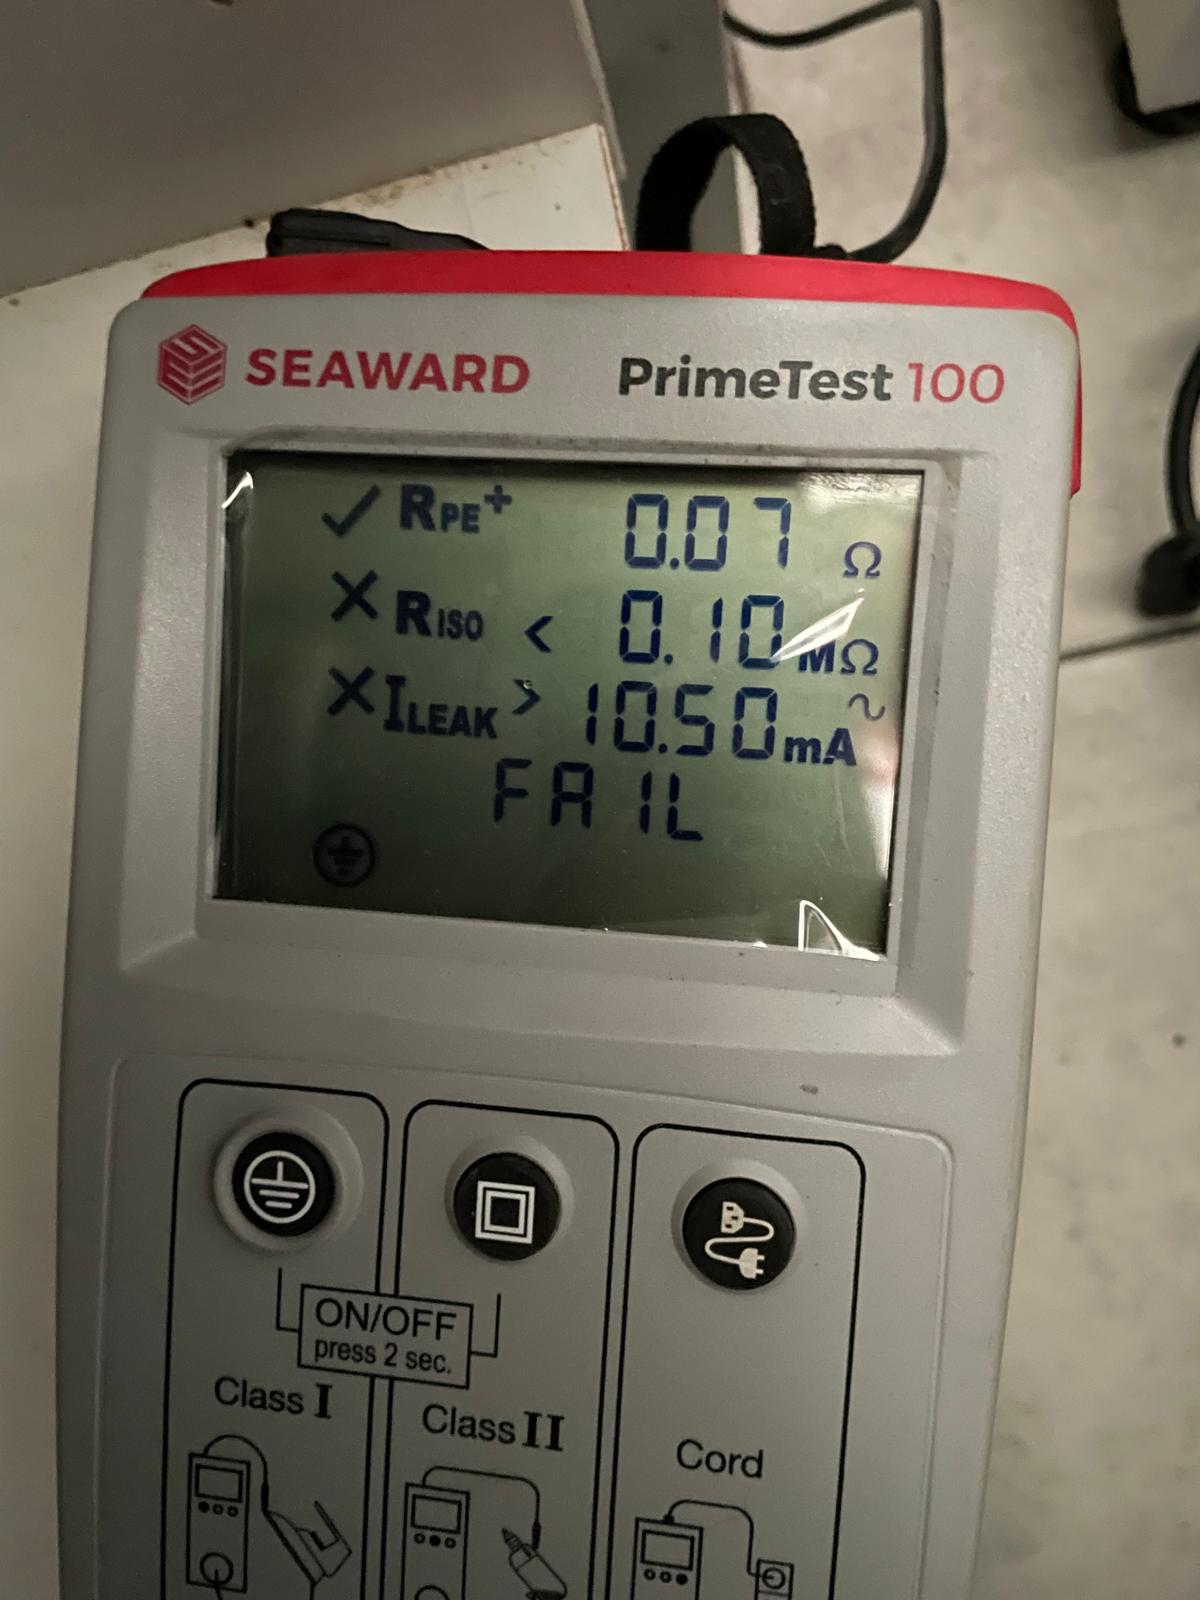 SEAWARD PrimeTest 100
✓ RPE+ 0.07 Ω
✕ RISO < 0.10 MΩ
✕ ILEAK > 10.50 mA ~
FAIL
ON/OFF
press 2 sec.
Class I
Class II
Cord